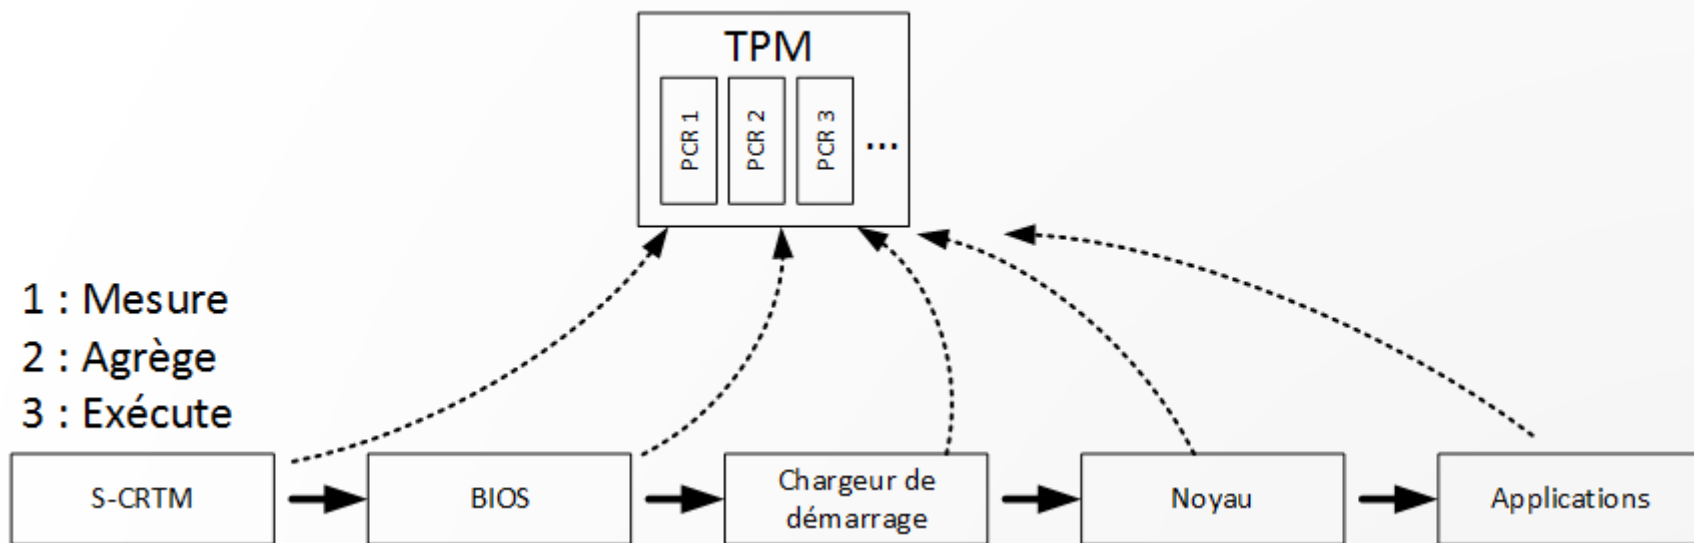 TPM
PCR 1
PCR 2
PCR 3
...
1 : Mesure
2 : Agrège
3 : Exécute
S-CRTM
BIOS
Chargeur de
démarrage
Noyau
Applications